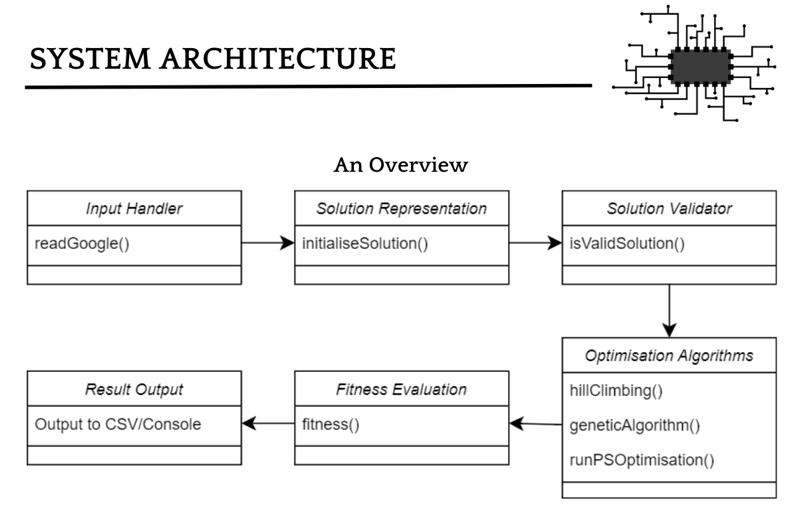 SYSTEM ARCHITECTURE
An Overview
Input Handler
readGoogle()
Solution Representation
initialiseSolution()
Solution Validator
isValidSolution()
Optimisation Algorithms
hillClimbing()
geneticAlgorithm()
runPSOptimisation()
Fitness Evaluation
fitness()
Result Output
Output to CSV/Console